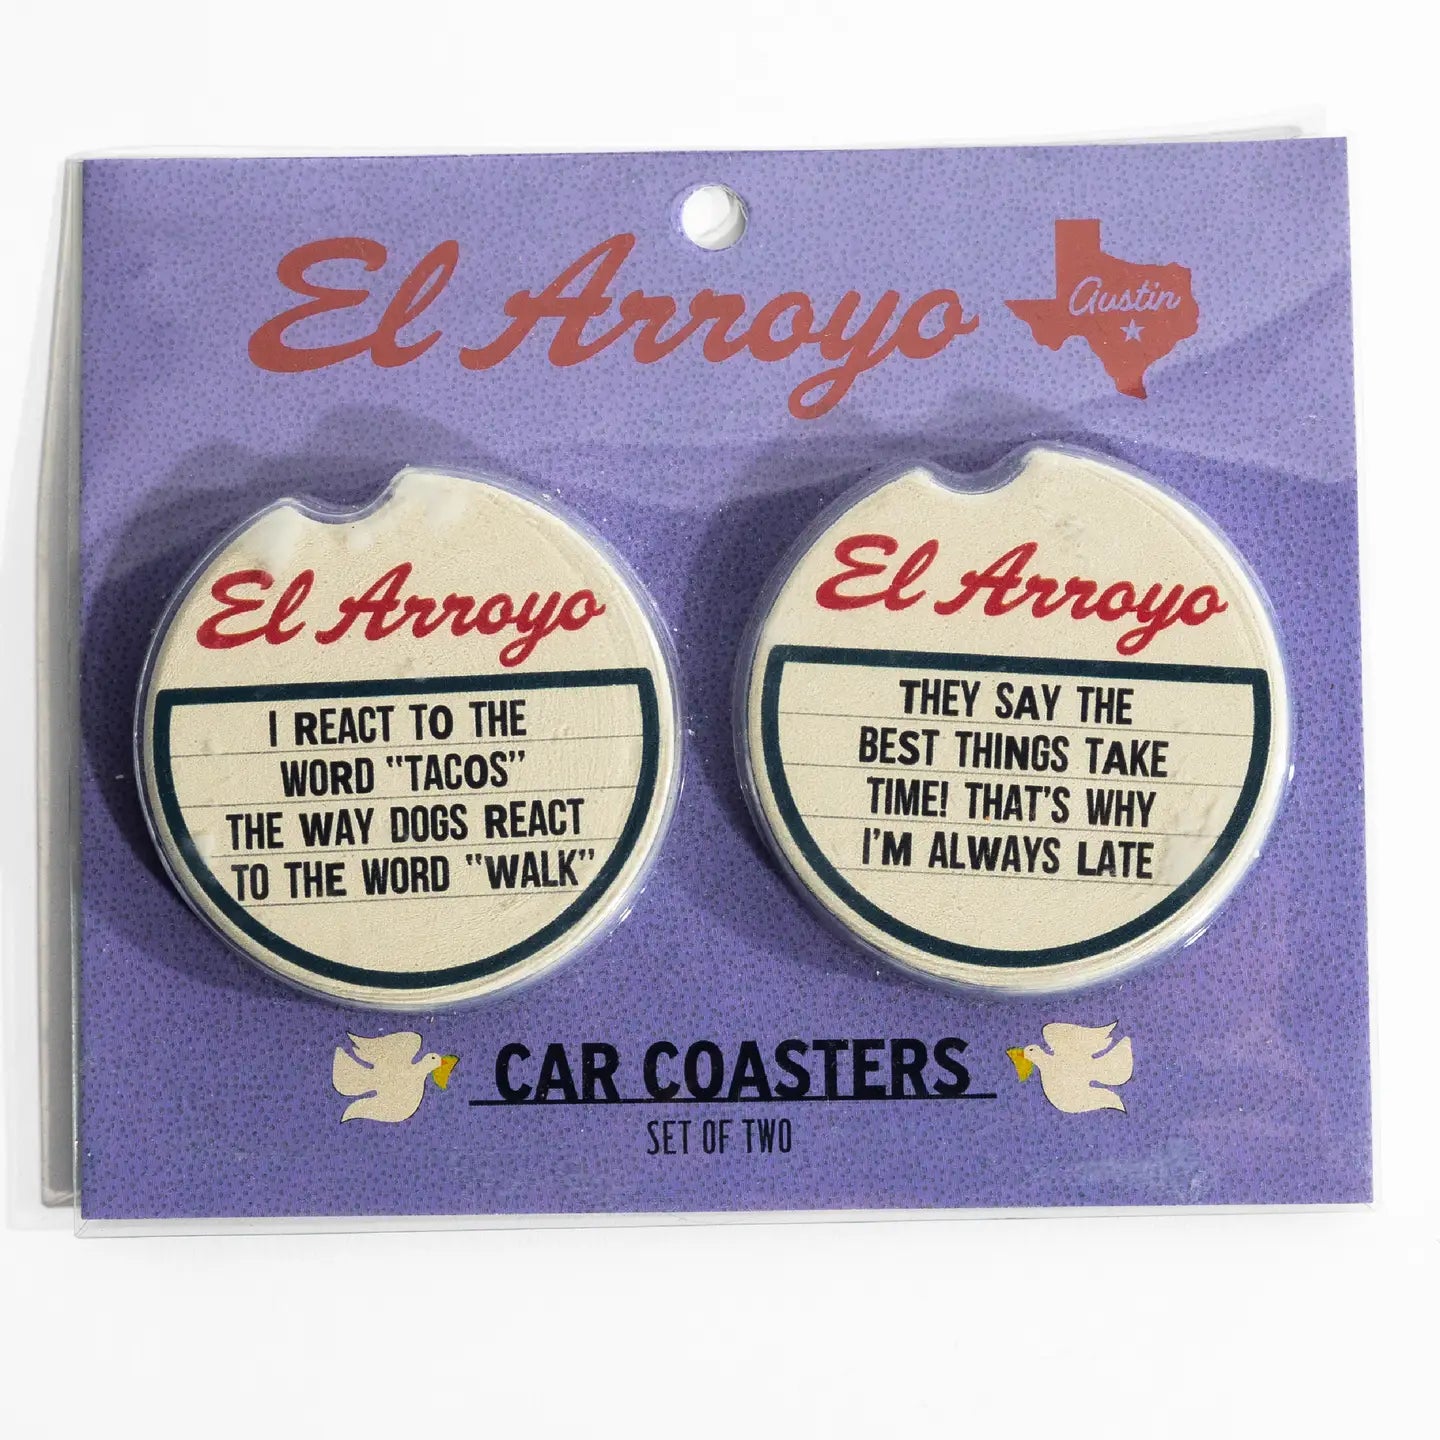 El Arroyo
Austin
El Arroyo
I REACT TO THE
WORD "TACOS"
THE WAY DOGS REACT
TO THE WORD "WALK"
El Arroyo
THEY SAY THE
BEST THINGS TAKE
TIME! THAT'S WHY
I'M ALWAYS LATE
CAR COASTERS
SET OF TWO